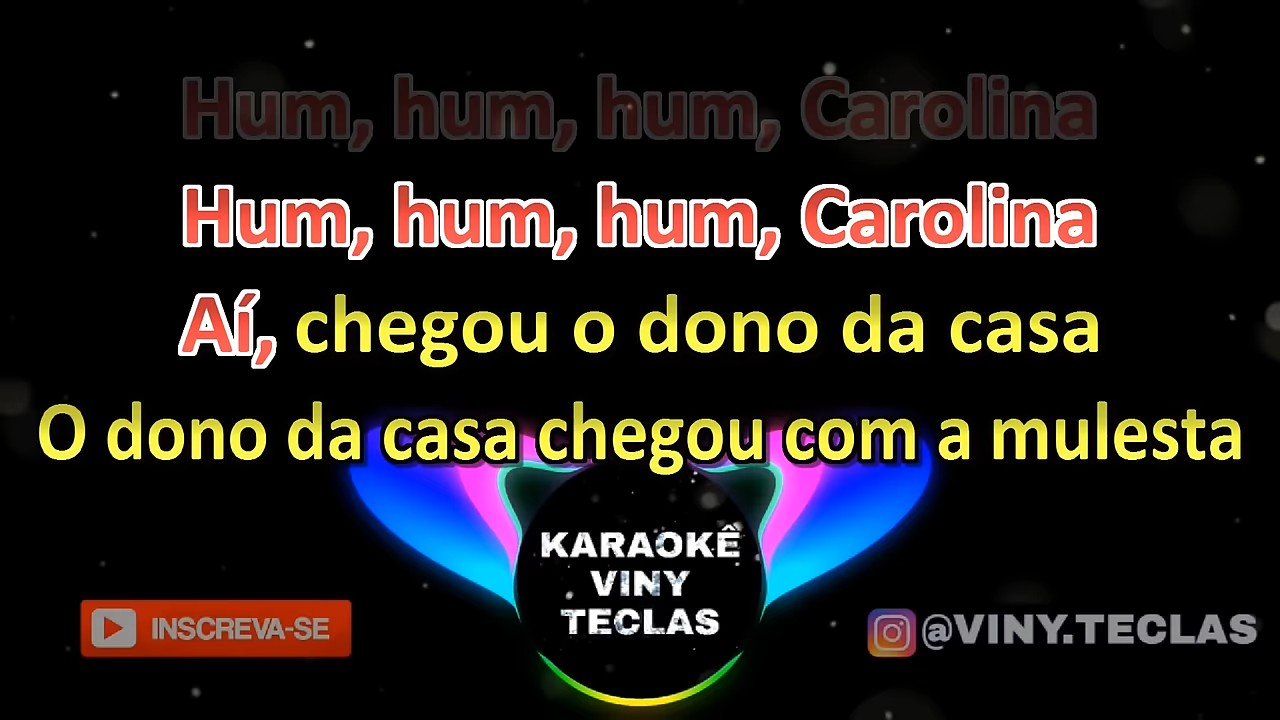 Hum, hum, hum, Carolina
Hum, hum, hum, Carolina
Aí, chegou o dono da casa
O dono da casa chegou com a mulesta
KARAOKÊ
VINY
TECLAS
INSCREVA-SE
@VINY.TECLAS